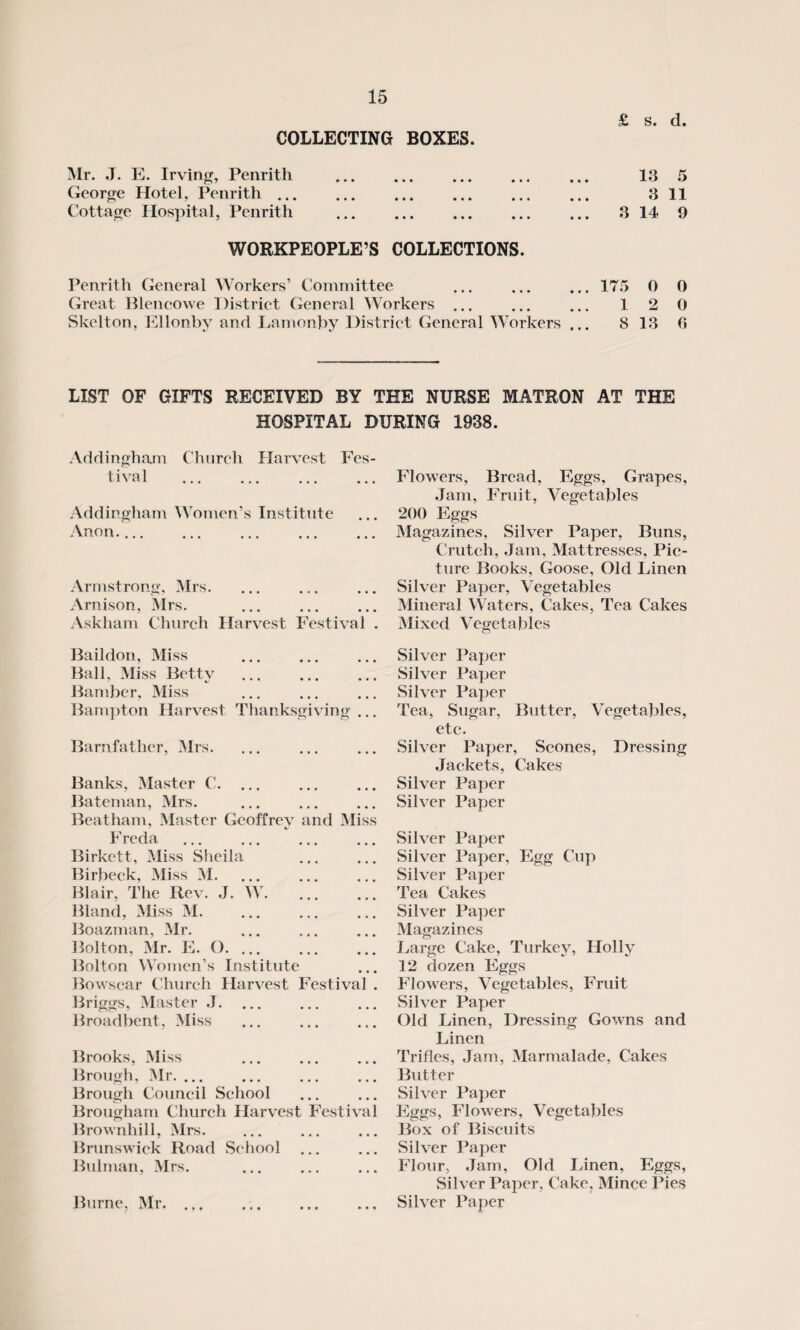 15
£ s. d.
COLLECTING BOXES.
Mr. J. E. Irving, Penrith ... ... ... ... ... 13 5
George Hotel, Penrith ... ... ... ... ... ... 3 11
Cottage Hospital, Penrith ... ... ... ... ... 3 14 9
WORKPEOPLE'S COLLECTIONS.
Penrith General Workers' Committee ... ... ... 175 0 0
Great Blencowe District General Workers ... ... ... 1 2 0
Skelton, Ellonby and Lamonby District General Workers ... 8 13 6
LIST OF GIFTS RECEIVED BY THE NURSE MATRON AT THE
HOSPITAL DURING 1938.
Addingham Church Harvest Fes-
tival ... ... ... ... Flowers, Bread, Eggs, Grapes,
Jam, Fruit, Vegetables
Addingham Women's Institute ... 200 Eggs
Anon.... ... ... ... ... Magazines, Silver Paper, Buns,
Crutch, Jam, Mattresses, Pic-
ture Books, Goose, Old Linen
Armstrong, Mrs. ... ... ... Silver Paper, Vegetables
Arnison, Mrs. ... ... ... Mineral Waters, Cakes, Tea Cakes
Askham Church Harvest Festival . Mixed Vegetables
Baildon, Miss ... ... ... Silver Paper
Ball, Miss Betty ... ... ... Silver Paper
Bamber, Miss ... ... ... Silver Paper
Bampton Harvest Thanksgiving ... Tea, Sugar, Butter, Vegetables,
etc.
Barnfather, Mrs. ... ... ... Silver Paper, Scones, Dressing
Jackets, Cakes
Banks, Master C. ... ... ... Silver Paper
Bateman, Mrs. ... ... ... Silver Paper
Beatham, Master Geoffrey and Miss
Freda ... ... ... ... Silver Paper
Birkett, Miss Sheila ... ... Silver Paper, Egg Cup
Birbeck, Miss M. ... ... ... Silver Paper
Blair, The Rev. J. W. ... ... Tea Cakes
Bland, Miss M. ... ... ... Silver Paper
Boazman, Mr. ... ... ... Magazines
Bolton, Mr. E. O. ... ... ... Large Cake, Turkey, Holly
Bolton Women's Institute ... 12 dozen Eggs
Bowscar Church Harvest Festival . Flowers, Vegetables, Fruit
Briggs, Master J. ... ... ... Silver Paper
Broadbent, Miss ... ... ... Old Linen, Dressing Gowns and
Linen
Brooks, Miss ... ... ... Trifles, Jam, Marmalade, Cakes
Brough, Mr. ... ... ... ... Butter
Brough Council School ... ... Silver Paper
Brougham Church Harvest Festival Eggs, Flowers, Vegetables
Brownhill, Mrs. ... ... ... Box of Biscuits
Brunswick Road School ... ... Silver Paper
Bulman, Mrs. ... ... ... Flour, Jam, Old Linen, Eggs,
Silver Paper, Cake, Mince Pies
Burne, Mr. ... ... ... ... Silver Paper